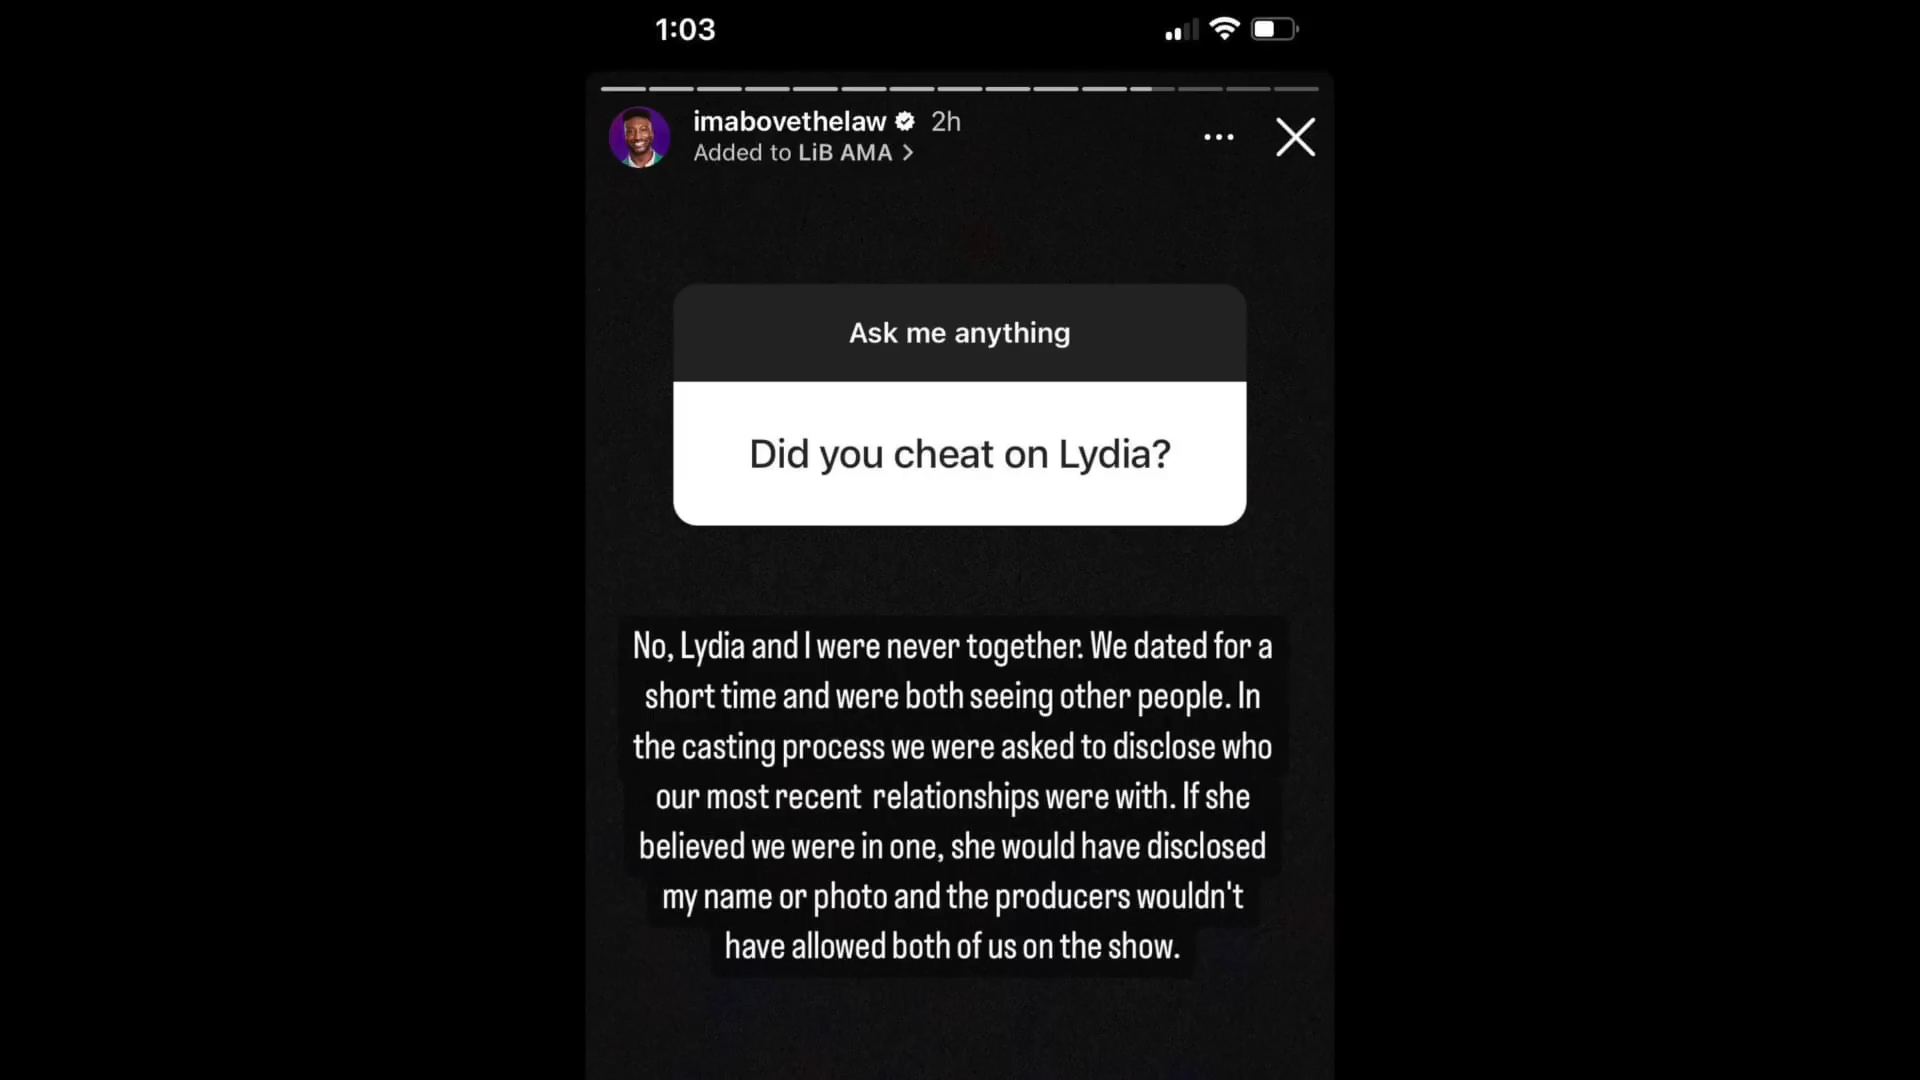 1:03
imabovethelaw 2h
Added to LiB AMA >
Ask me anything
Did you cheat on Lydia?
No, Lydia and I were never together. We dated for a
short time and were both seeing other people. In
the casting process we were asked to disclose who
our most recent relationships were with. If she
believed we were in one, she would have disclosed
my name or photo and the producers wouldn't
have allowed both of us on the show.